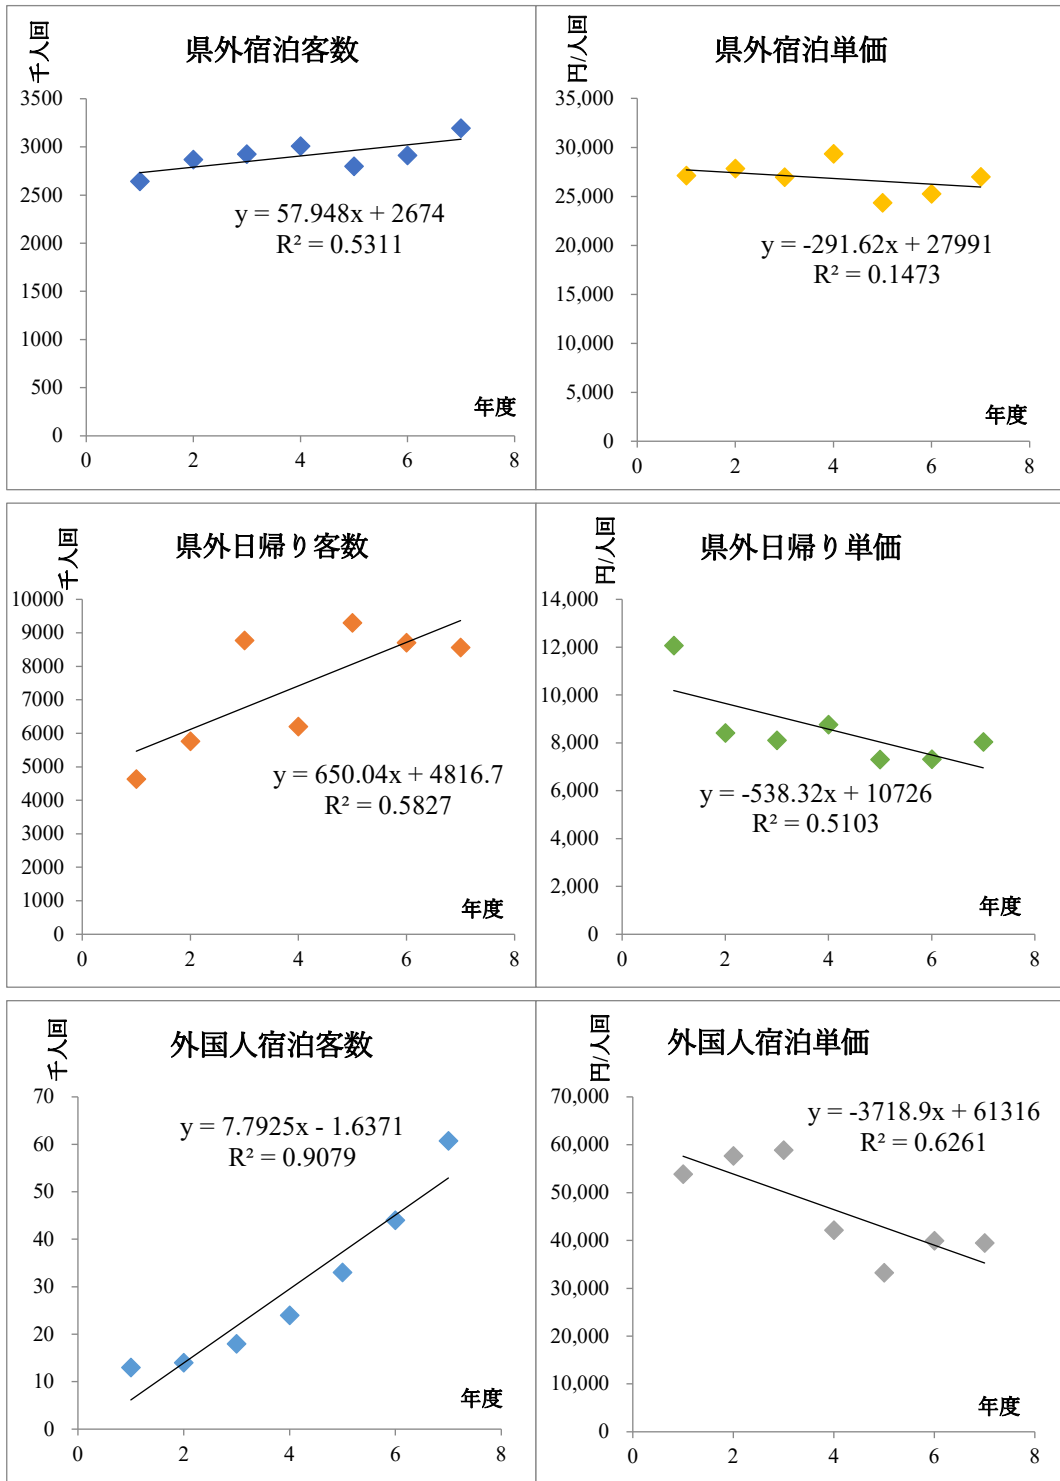 県外宿泊客数
千人回
3500
3000
2500
2000
1500
1000
500
0
y = 57.948x + 2674
R² = 0.5311
年度
0 2 4 6 8
県外宿泊単価
円/人回
35,000
30,000
25,000
20,000
15,000
10,000
5,000
0
y = -291.62x + 27991
R² = 0.1473
年度
0 2 4 6 8
県外日帰り客数
千人回
10000
9000
8000
7000
6000
5000
4000
3000
2000
1000
0
y = 650.04x + 4816.7
R² = 0.5827
年度
0 2 4 6 8
県外日帰り単価
円/人回
14,000
12,000
10,000
8,000
6,000
4,000
2,000
0
y = -538.32x + 10726
R² = 0.5103
年度
0 2 4 6 8
外国人宿泊客数
千人回
70
60
50
40
30
20
10
0
y = 7.7925x - 1.6371
R² = 0.9079
年度
0 2 4 6 8
外国人宿泊単価
円/人回
70,000
60,000
50,000
40,000
30,000
20,000
10,000
0
y = -3718.9x + 61316
R² = 0.6261
年度
0 2 4 6 8